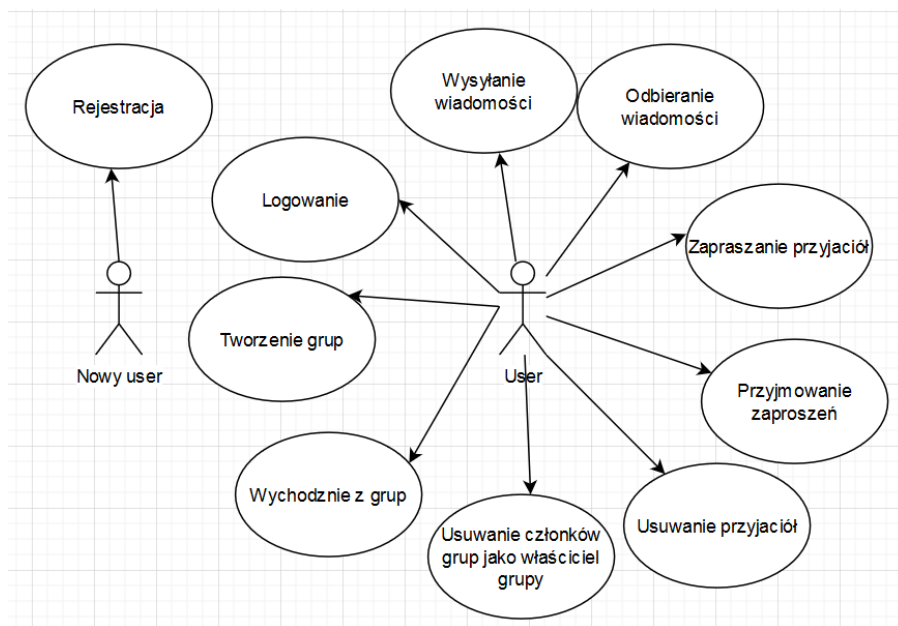 Rejestracja
Wysyłanie
wiadomości
Odbieranie
wiadomości
Logowanie
Zapraszanie przyjaciół
Tworzenie grup
Nowy user
User
Przyjmowanie
zaproszeń
Wychodznie z grup
Usuwanie członków
grup jako właściciel
grupy
Usuwanie przyjaciół